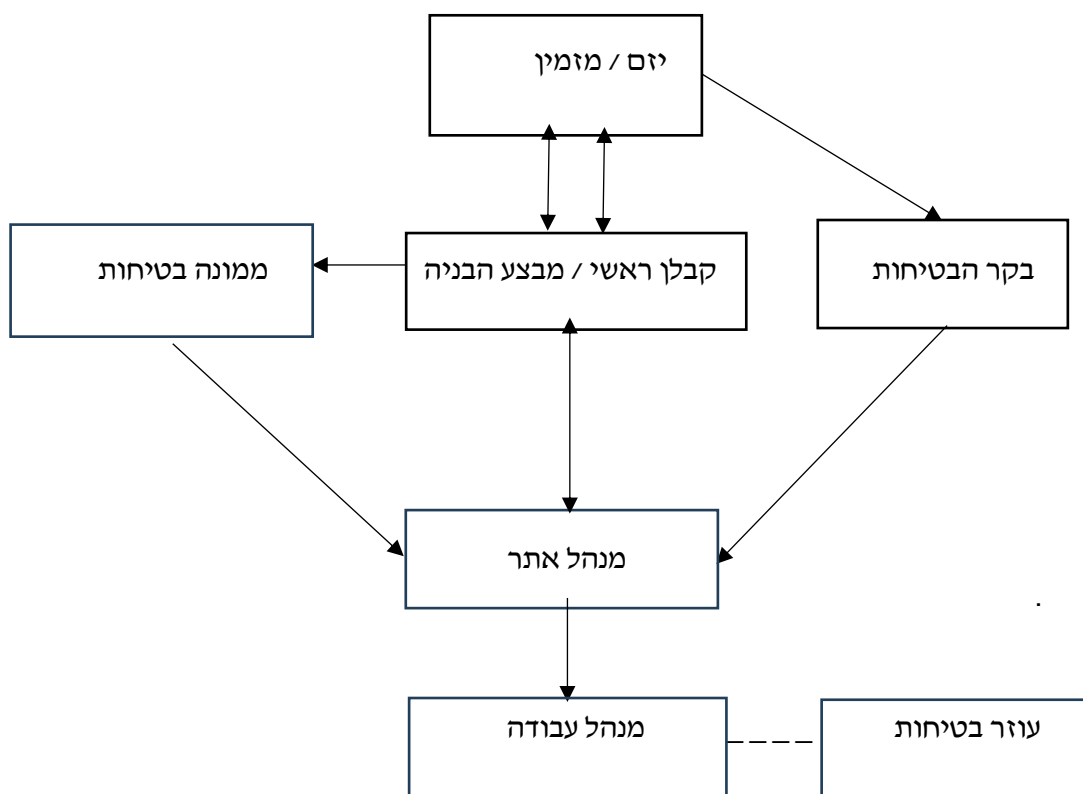 יזם / מזמין
בקר הבטיחות
קבלן ראשי / מבצע הבניה
ממונה בטיחות
מנהל אתר
.
מנהל עבודה
עוזר בטיחות